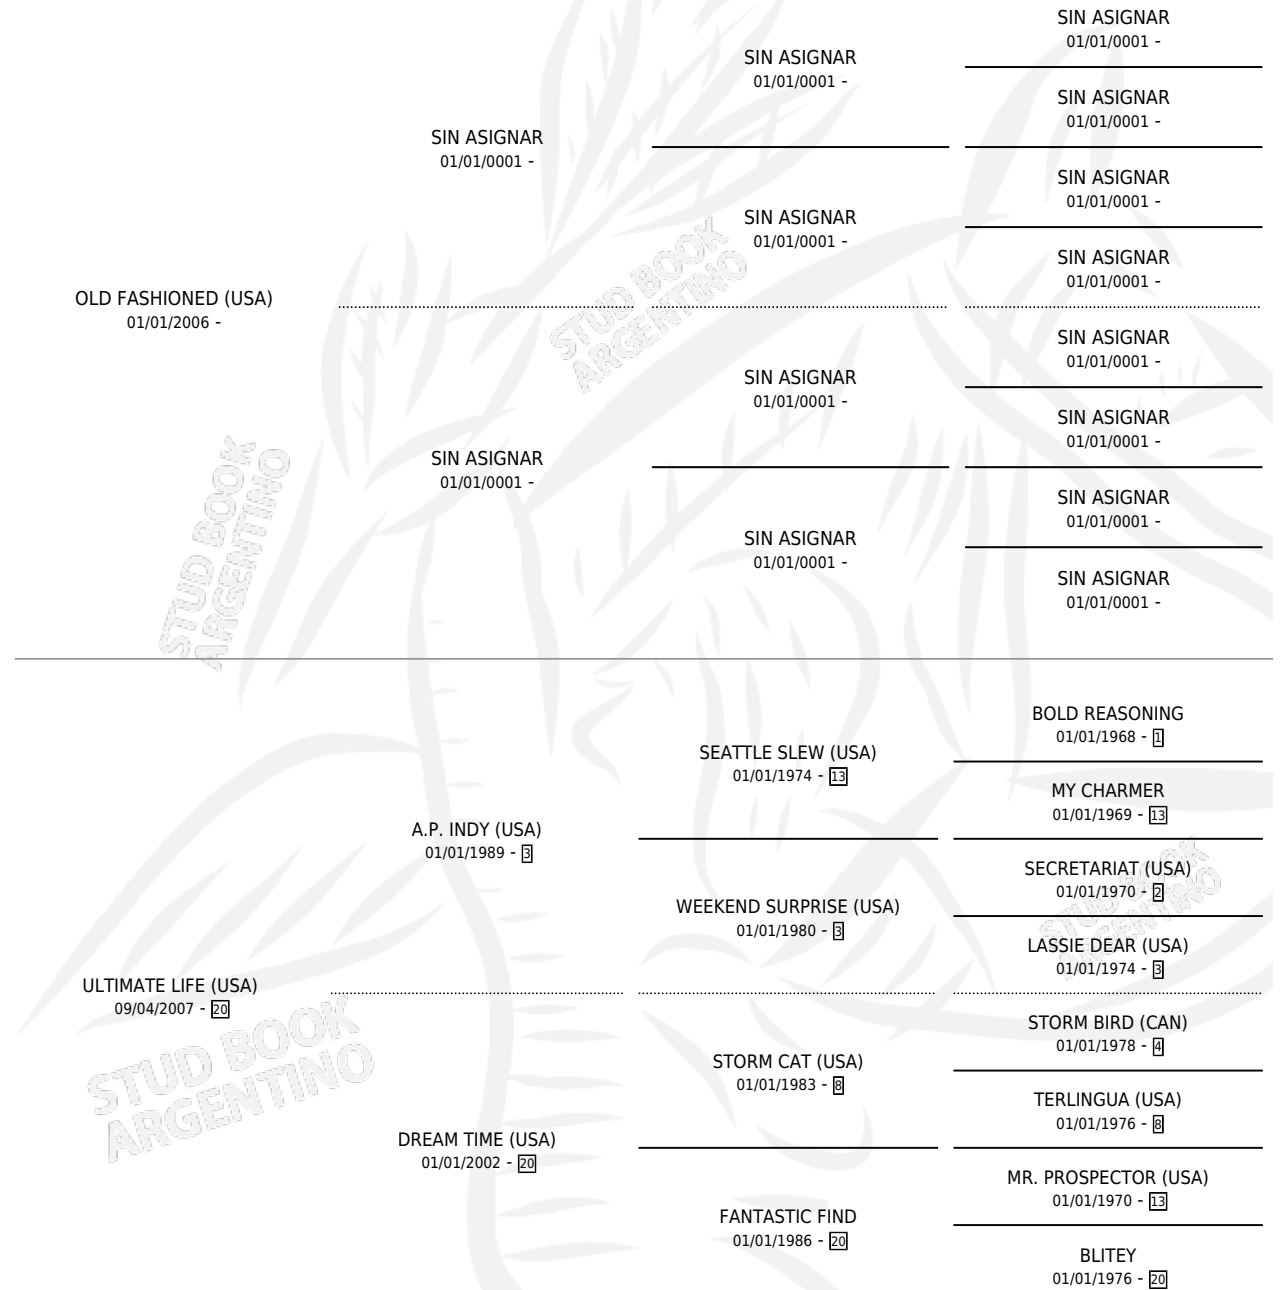 SIN ASIGNAR
01/01/0001 -
SIN ASIGNAR
01/01/0001 -
SIN ASIGNAR
01/01/0001 -
SIN ASIGNAR
01/01/0001 -
SIN ASIGNAR
01/01/0001 -
SIN ASIGNAR
01/01/0001 -
SIN ASIGNAR
01/01/0001 -
OLD FASHIONED (USA)
01/01/2006 -
STUD BOOK
ARGENTINO
SIN ASIGNAR
01/01/0001 -
SIN ASIGNAR
01/01/0001 -
SIN ASIGNAR
01/01/0001 -
SIN ASIGNAR
01/01/0001 -
SIN ASIGNAR
01/01/0001 -
SIN ASIGNAR
01/01/0001 -
SIN ASIGNAR
01/01/0001 -
STUD BOOK
ARGENTINO
BOLD REASONING
01/01/1968 - 1
SEATTLE SLEW (USA)
01/01/1974 - 13
MY CHARMER
01/01/1969 - 13
A.P. INDY (USA)
01/01/1989 - 3
SECRETARIAT (USA)
01/01/1970 - 2
WEEKEND SURPRISE (USA)
01/01/1980 - 3
LASSIE DEAR (USA)
01/01/1974 - 3
STUD BOOK
ARGENTINO
ULTIMATE LIFE (USA)
09/04/2007 - 20
STUD BOOK
ARGENTINO
STORM BIRD (CAN)
01/01/1978 - 4
STORM CAT (USA)
01/01/1983 - 8
TERLINGUA (USA)
01/01/1976 - 8
DREAM TIME (USA)
01/01/2002 - 20
MR. PROSPECTOR (USA)
01/01/1970 - 13
FANTASTIC FIND
01/01/1986 - 20
BLITEY
01/01/1976 - 20